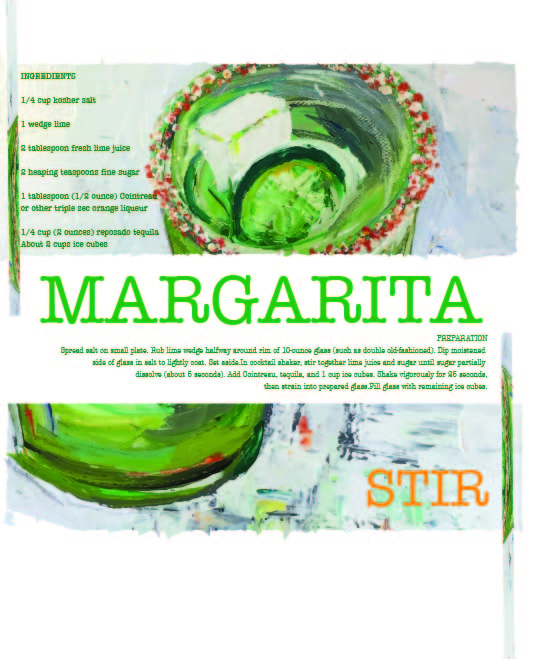 INGREDIENTS
1/4 cup kosher salt
1 wedge lime
2 tablespoon fresh lime juice
2 heaping teaspoons fine sugar
1 tablespoon (1/2 ounce) Cointreau
or other triple sec orange liqueur
1/4 cup (2 ounces) reposado tequila
About 2 cups ice cubes
MARGARITA
PREPARATION
Spread salt on small plate. Rub lime wedge halfway around rim of 10-ounce glass (such as double old-fashioned). Dip moistened
side of glass in salt to lightly coat. Set aside.In cocktail shaker, stir together lime juice and sugar until sugar partially
dissolve (about 5 seconds). Add Cointreau, tequila, and 1 cup ice cubes. Shake vigorously for 25 seconds,
then strain into prepared glass.Fill glass with remaining ice cubes.
STIR